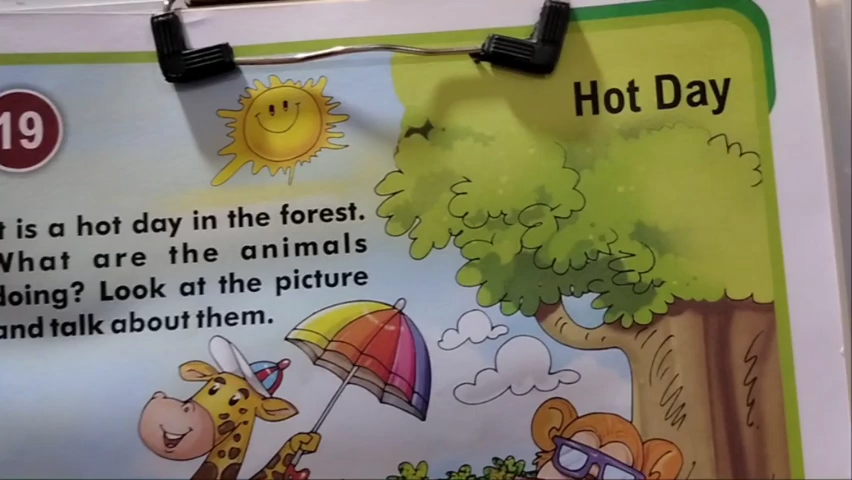 Hot Day
19
t is a hot day in the forest.
What are the animals
doing? Look at the picture
and talk about them.